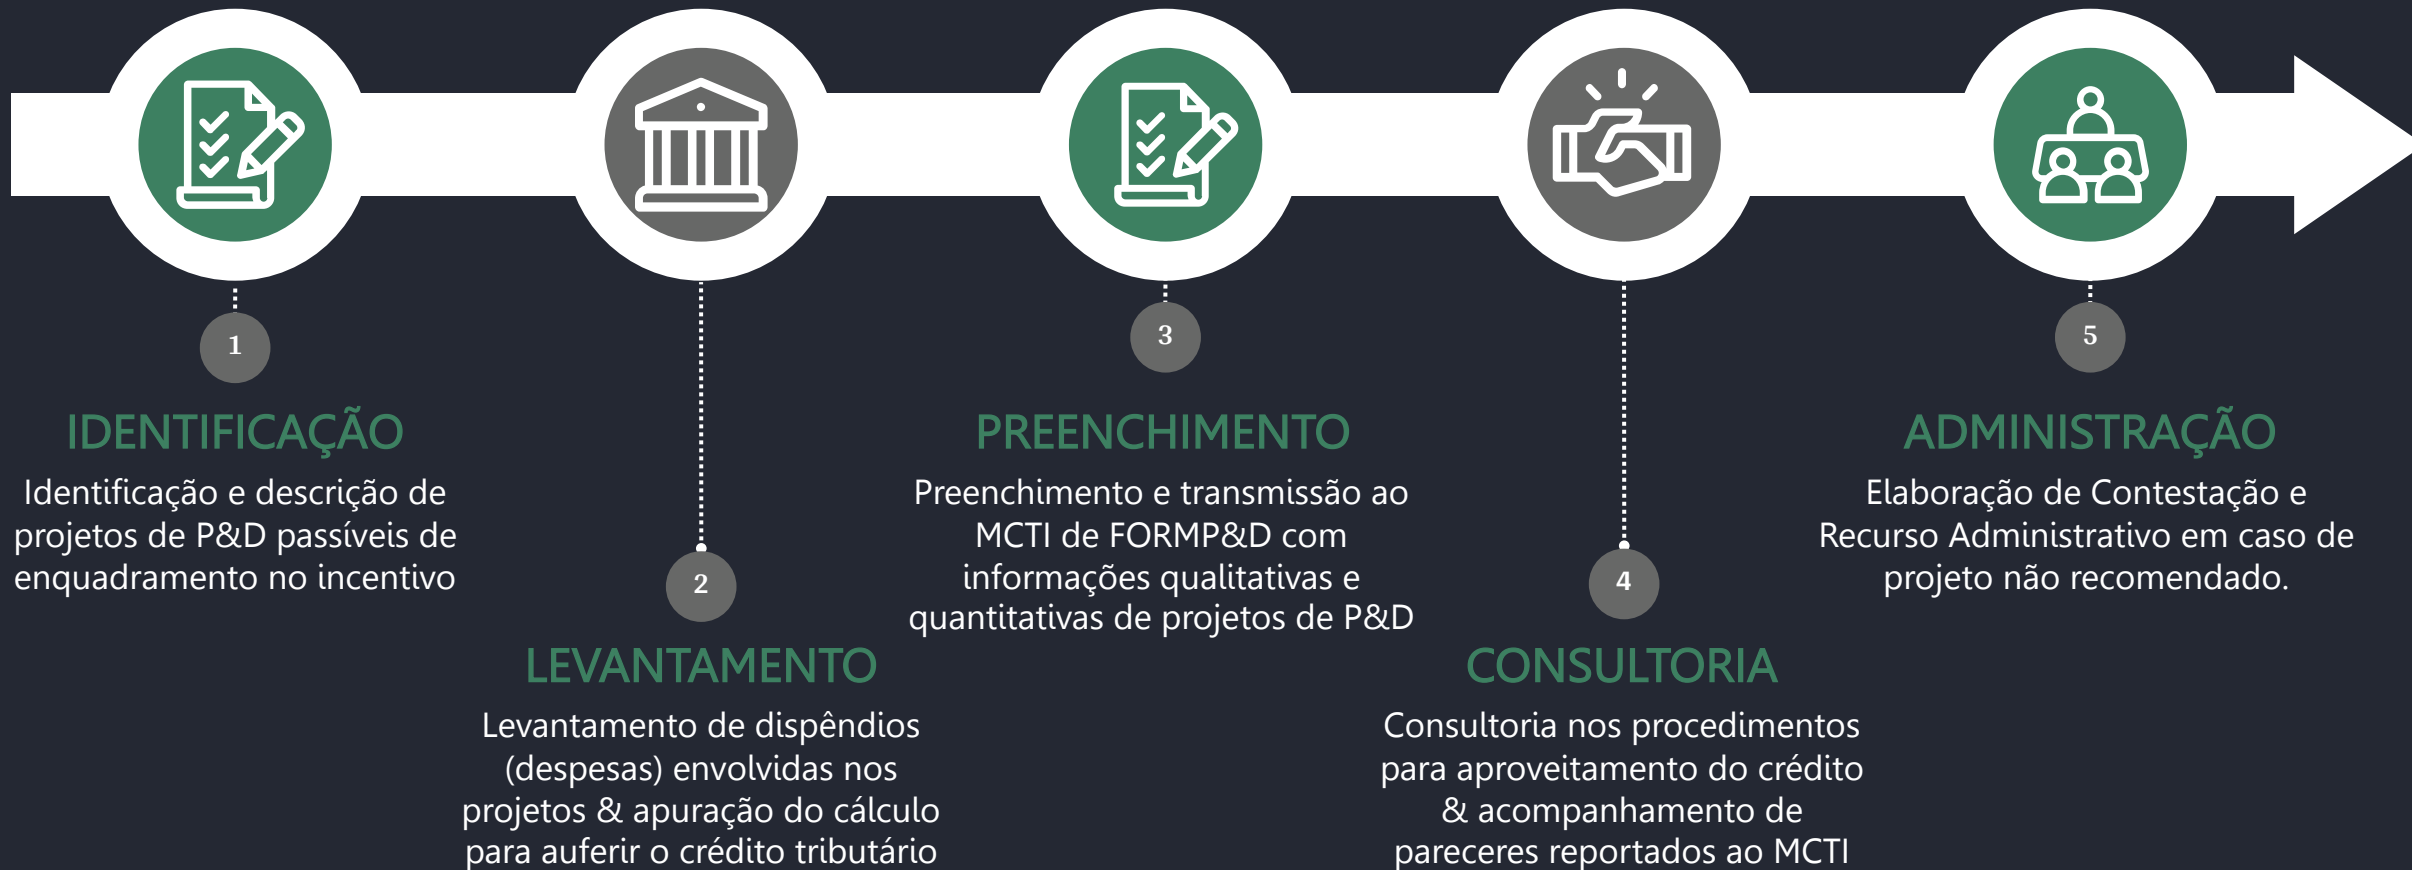 1
IDENTIFICAÇÃO
Identificação e descrição de
projetos de P&D passíveis de
enquadramento no incentivo
2
LEVANTAMENTO
Levantamento de dispêndios
(despesas) envolvidas nos
projetos & apuração do cálculo
para auferir o crédito tributário
3
PREENCHIMENTO
Preenchimento e transmissão ao
MCTI de FORMP&D com
informações qualitativas e
quantitativas de projetos de P&D
4
CONSULTORIA
Consultoria nos procedimentos
para aproveitamento do crédito
& acompanhamento de
pareceres reportados ao MCTI
5
ADMINISTRAÇÃO
Elaboração de Contestação e
Recurso Administrativo em caso de
projeto não recomendado.